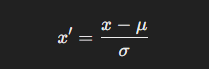 x′ = (x − μ) / σ